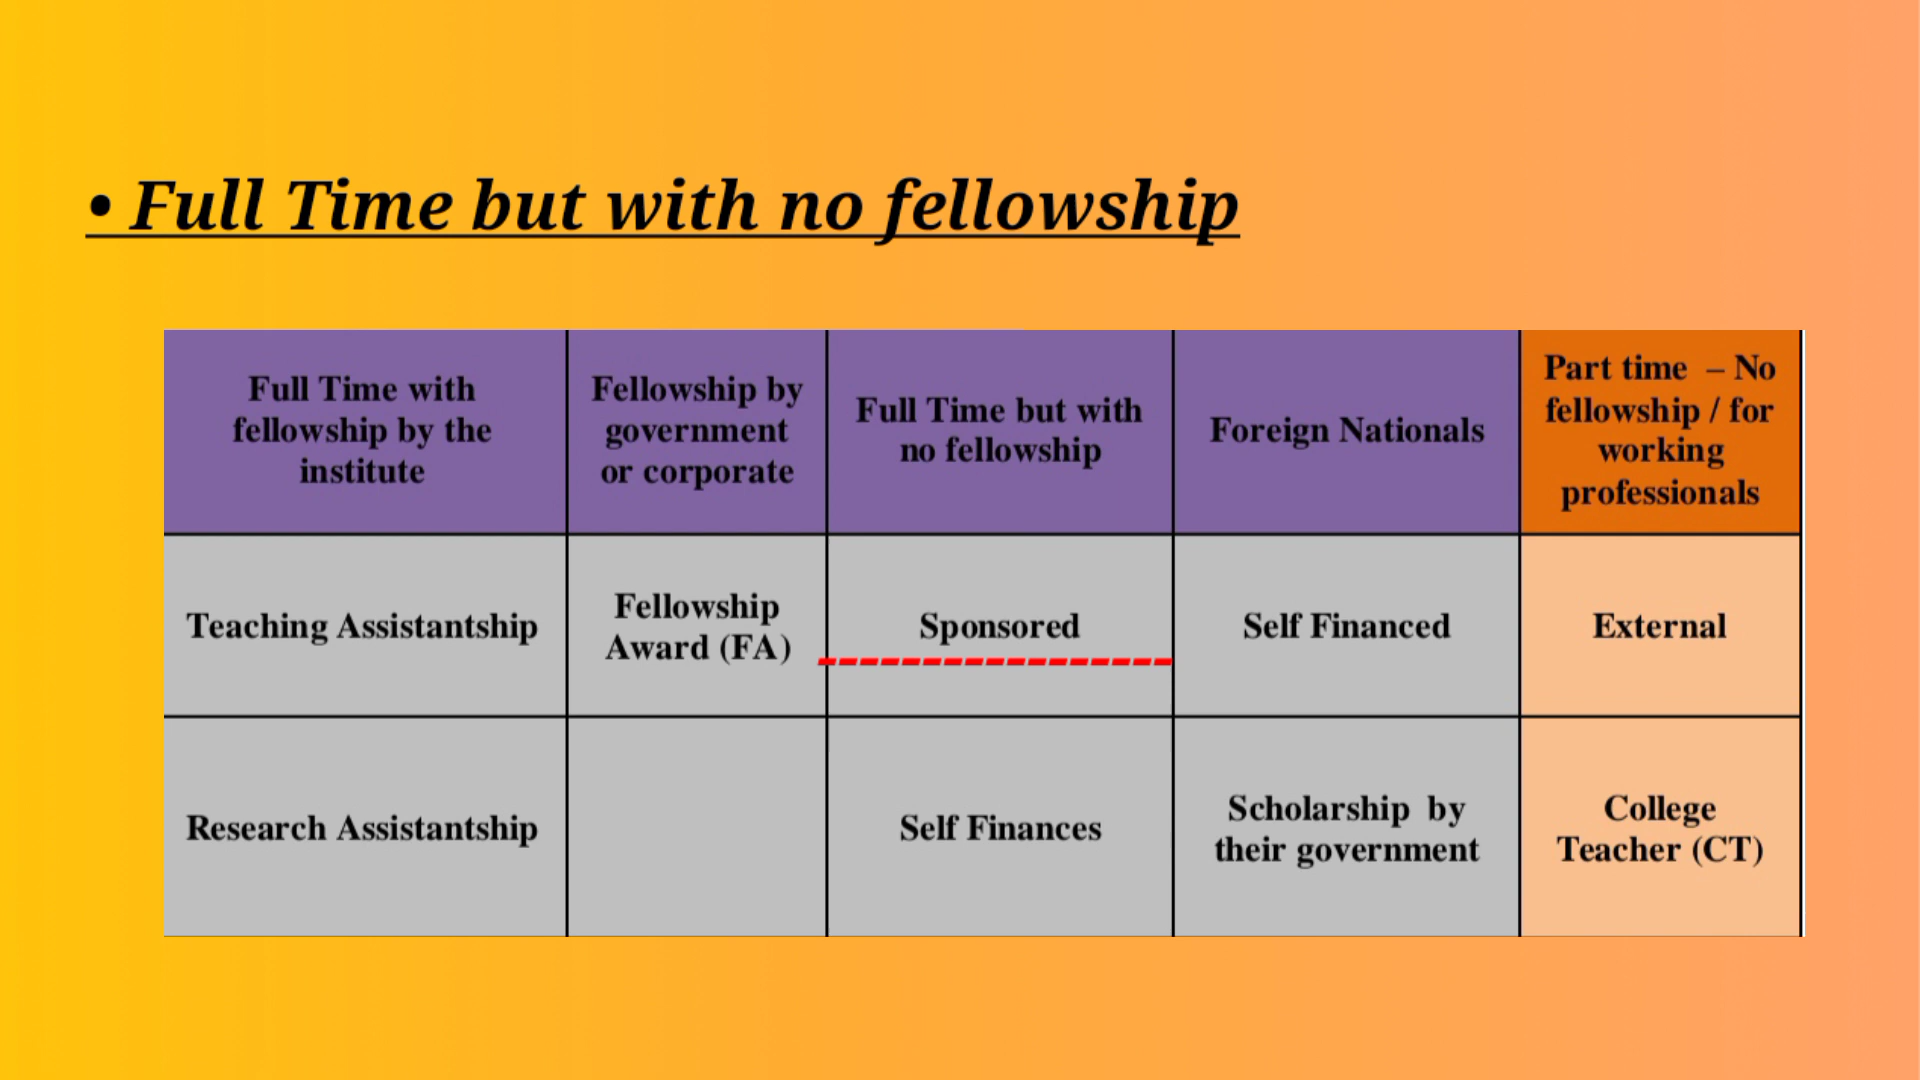 • Full Time but with no fellowship
Full Time with
fellowship by the
institute
Fellowship by
government
or corporate
Full Time but with
no fellowship
Foreign Nationals
Part time – No
fellowship / for
working
professionals
Teaching Assistantship
Fellowship
Award (FA)
Sponsored
Self Financed
External
Research Assistantship
Self Finances
Scholarship by
their government
College
Teacher (CT)